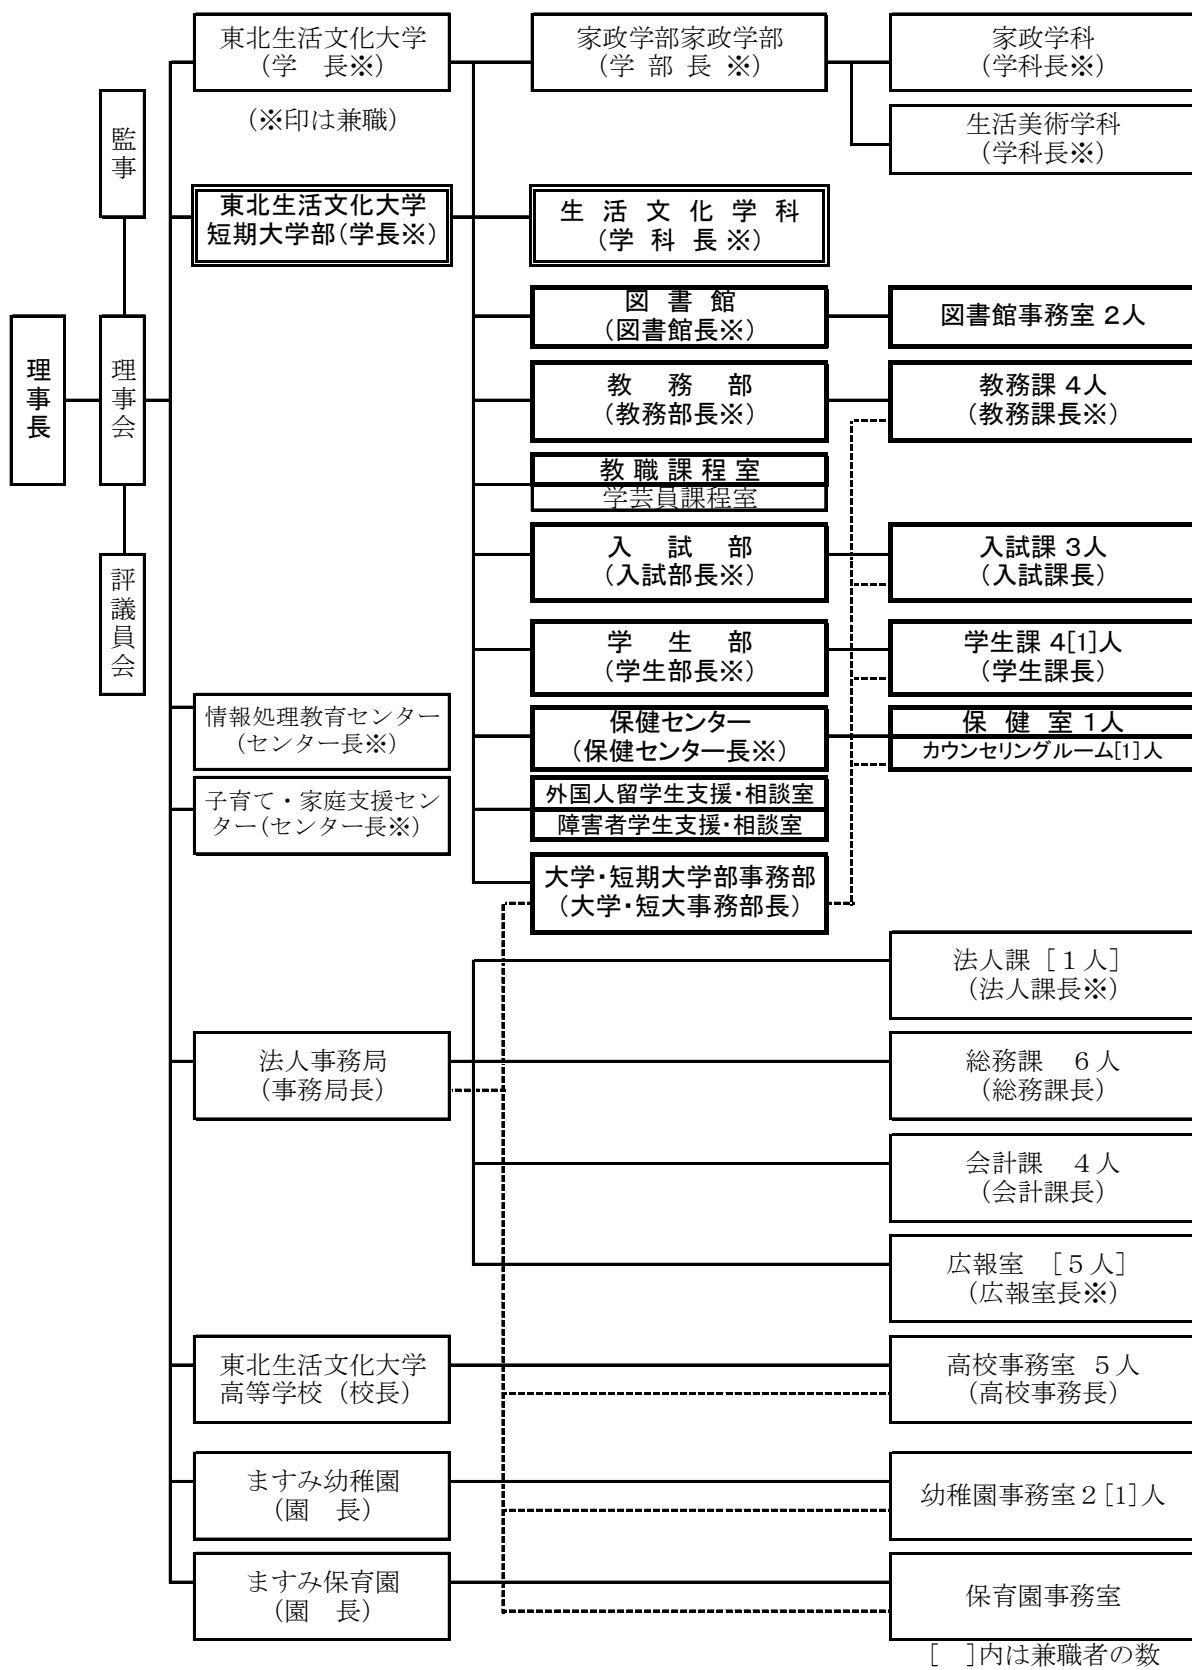 東北生活文化大学
(学　長※)
家政学部家政学部
(学 部 長 ※)
家政学科
(学科長※)
(※印は兼職)
生活美術学科
(学科長※)
監事
東北生活文化大学
短期大学部(学長※)
生 活 文 化 学 科
(学 科 長 ※)
図 書 館
(図書館長※)
図書館事務室 2人
理事長
理事会
教 務 部
(教務部長※)
教務課 4人
(教務課長※)
教 職 課 程 室
学芸員課程室
入 試 部
(入試部長※)
入試課 3人
(入試課長)
評議員会
学 生 部
(学生部長※)
学生課 4[1]人
(学生課長)
情報処理教育センター
(センター長※)
保健センター
(保健センター長※)
保 健 室 1人
カウンセリングルーム[1]人
子育て・家庭支援セン
ター(センター長※)
外国人留学生支援・相談室
障害者学生支援・相談室
大学・短期大学部事務部
(大学・短大事務部長)
法人課［１人］
(法人課長※)
法人事務局
(事務局長)
総務課　６人
(総務課長)
会計課　４人
(会計課長)
広報室　［５人］
(広報室長※)
東北生活文化大学
高等学校 (校長)
高校事務室 ５人
(高校事務長)
ますみ幼稚園
(園　長)
幼稚園事務室２[1]人
ますみ保育園
(園　長)
保育園事務室
[　]内は兼職者の数